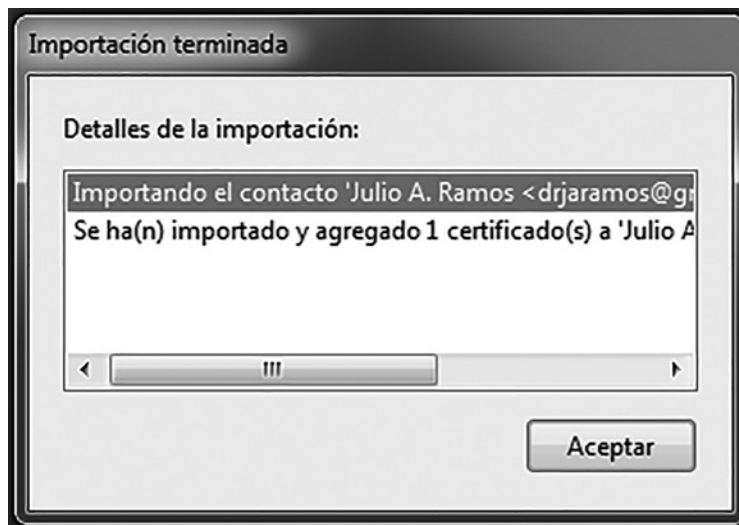 Importación terminada
Detalles de la importación:
Importando el contacto 'Julio A. Ramos <drjaramos@g
Se ha(n) importado y agregado 1 certificado(s) a 'Julio A
Aceptar